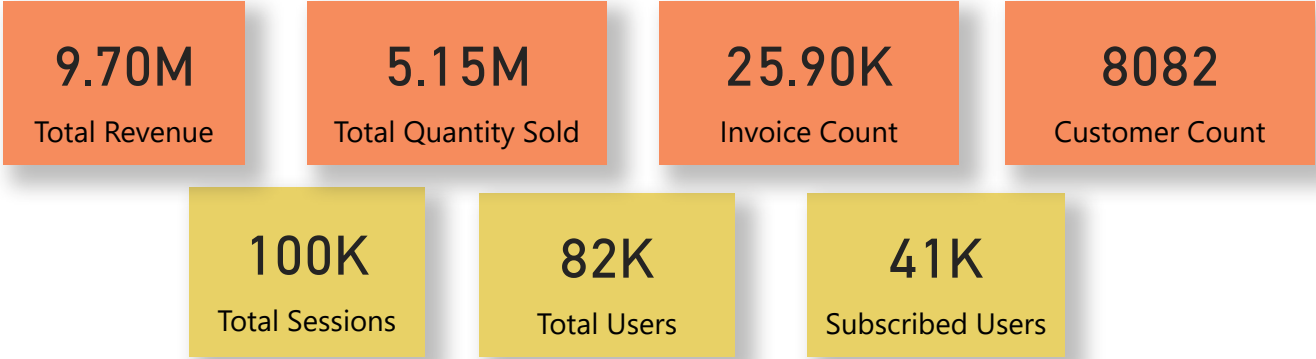 9.70M
Total Revenue
5.15M
Total Quantity Sold
25.90K
Invoice Count
8082
Customer Count
100K
Total Sessions
82K
Total Users
41K
Subscribed Users